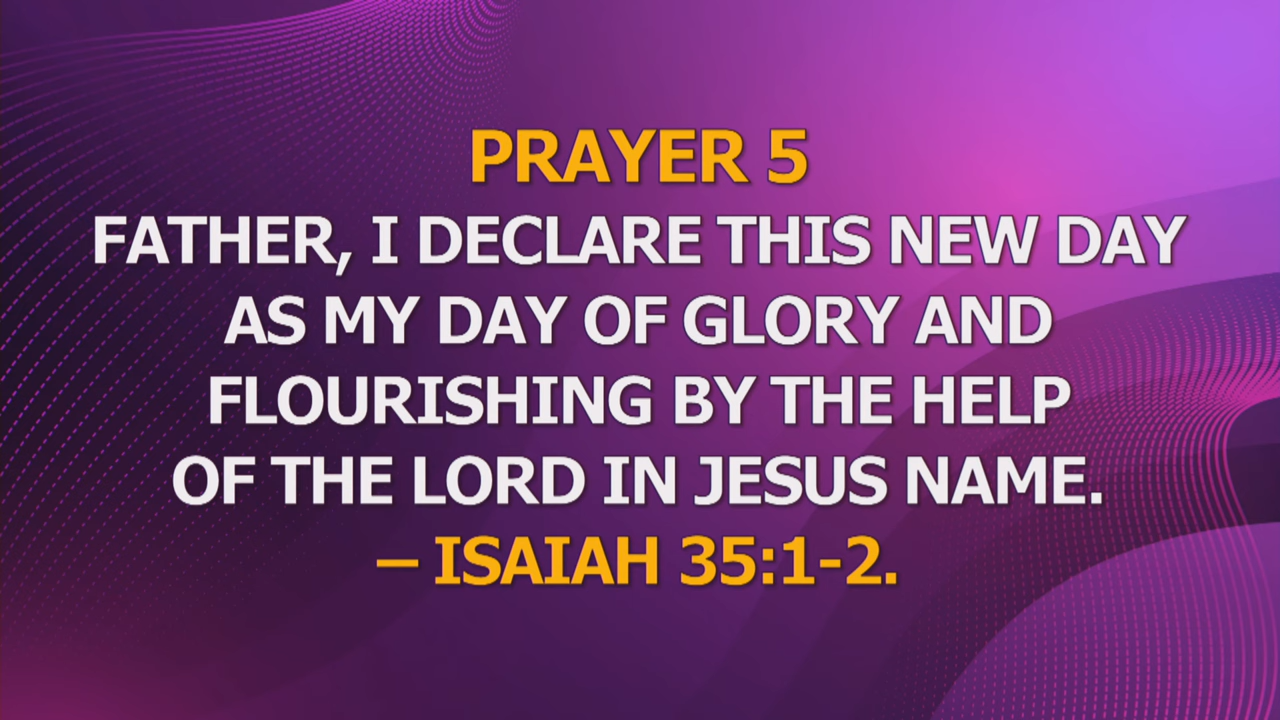 PRAYER 5
FATHER, I DECLARE THIS NEW DAY
AS MY DAY OF GLORY AND
FLOURISHING BY THE HELP
OF THE LORD IN JESUS NAME.
– ISAIAH 35:1-2.